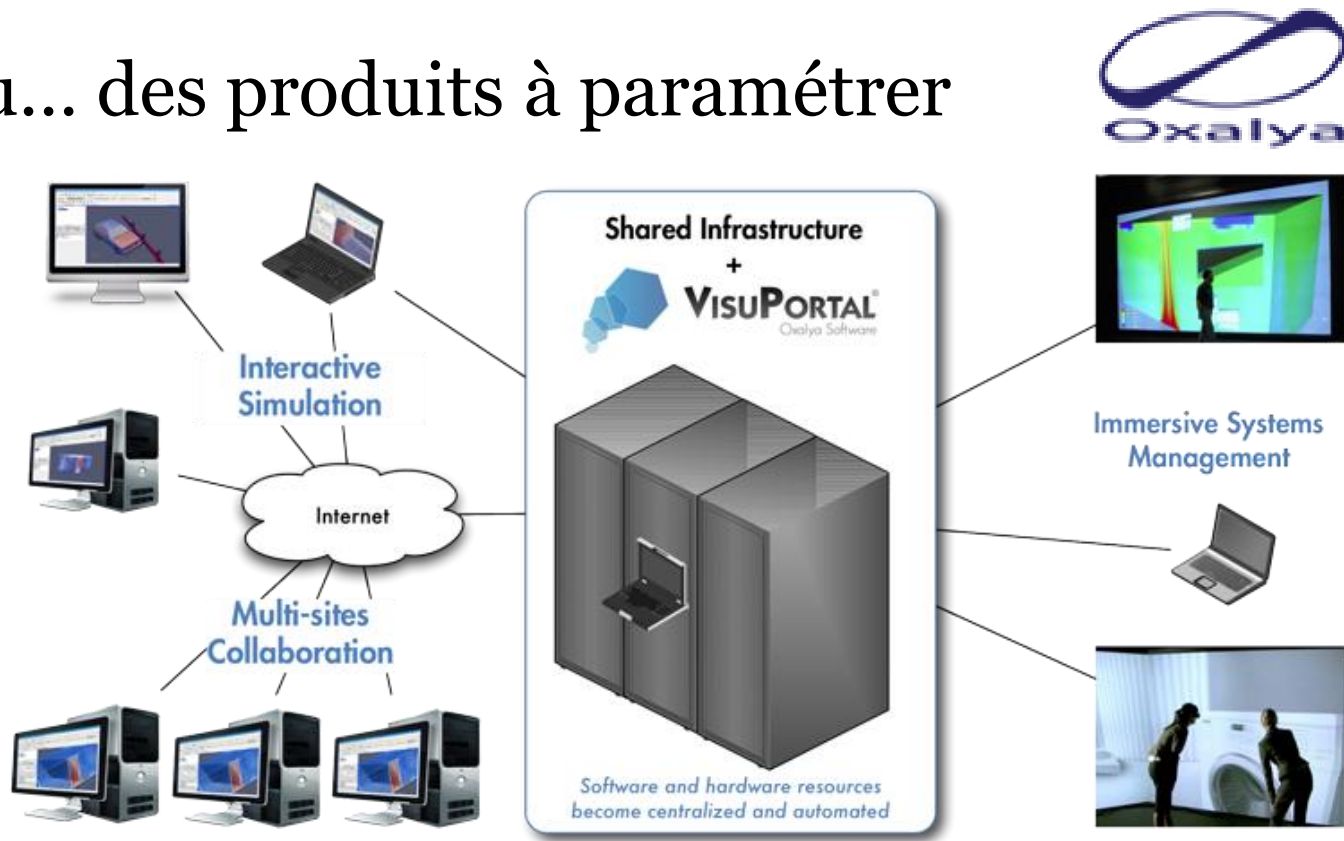 u... des produits à paramétrer
Oxalya
Shared Infrastructure
+
VISUPORTAL®
Oxalya Software
Interactive
Simulation
Internet
Multi-sites
Collaboration
Immersive Systems
Management
Software and hardware resources
become centralized and automated